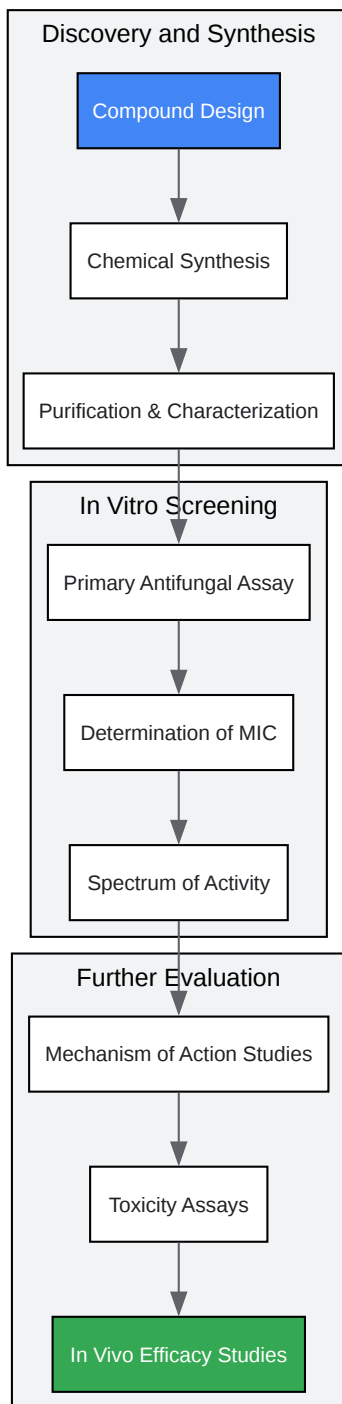 Discovery and Synthesis
Compound Design
Chemical Synthesis
Purification & Characterization
In Vitro Screening
Primary Antifungal Assay
Determination of MIC
Spectrum of Activity
Further Evaluation
Mechanism of Action Studies
Toxicity Assays
In Vivo Efficacy Studies